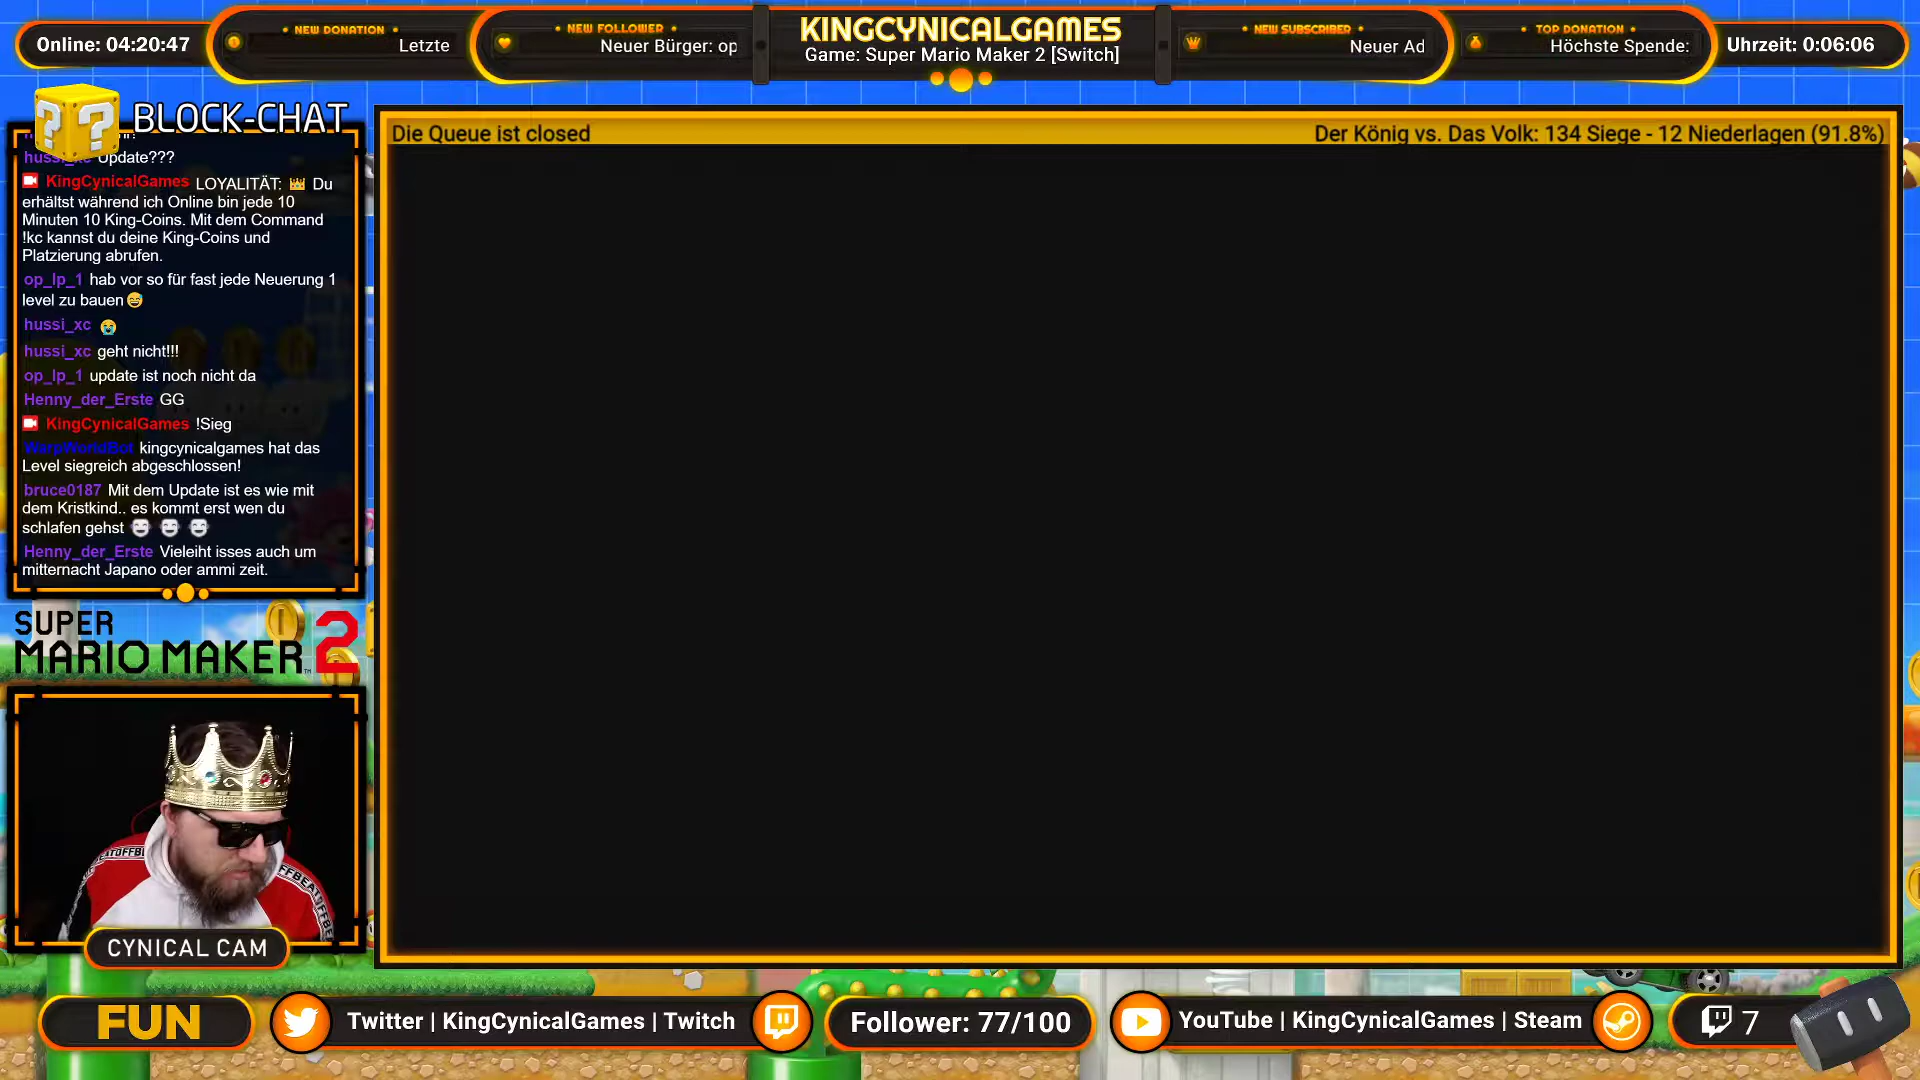 Online: 04:20:47
NEW DONATION
Letzte
NEW FOLLOWER
Neuer Bürger: op
KINGCYNICALGAMES
Game: Super Mario Maker 2 [Switch]
NEW SUBSCRIBER
Neuer Ad
TOP DONATION
Höchste Spende:
Uhrzeit: 0:06:06
BLOCK-CHAT
Update???
KingCynicalGames LOYALITÄT: 👑 Du
erhältst während ich Online bin jede 10
Minuten 10 King-Coins. Mit dem Command
!kc kannst du deine King-Coins und
Platzierung abrufen.
op_lp_1 hab vor so für fast jede Neuerung 1
level zu bauen😅
hussi_xc 😭
hussi_xc geht nicht!!!
op_lp_1 update ist noch nicht da
Henny_der_Erste GG
KingCynicalGames !Sieg
WarpWorldBot kingcynicalgames hat das
Level siegreich abgeschlossen!
bruce0187 Mit dem Update ist es wie mit
dem Kristkind.. es kommt erst wen du
schlafen gehst
Henny_der_Erste Vieleiht isses auch um
mitternacht Japano oder ammi zeit.
Die Queue ist closed
Der König vs. Das Volk: 134 Siege - 12 Niederlagen (91.8%)
SUPER
MARIO MAKER 2
OFFBEAT
CYNICAL CAM
FUN
Twitter | KingCynicalGames | Twitch
Follower: 77/100
YouTube | KingCynicalGames | Steam
7